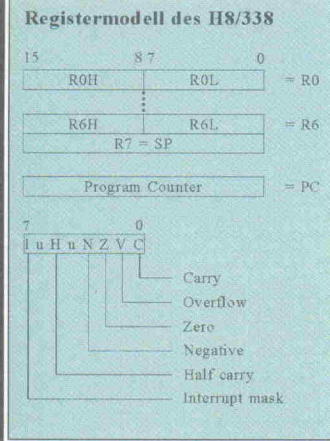 Registermodell des H8/338
15 8 7 0
R0H R0L = R0
R6H R6L = R6
R7 = SP
Program Counter = PC
7 0
I u H u N Z V C
Carry
Overflow
Zero
Negative
Half carry
Interrupt mask